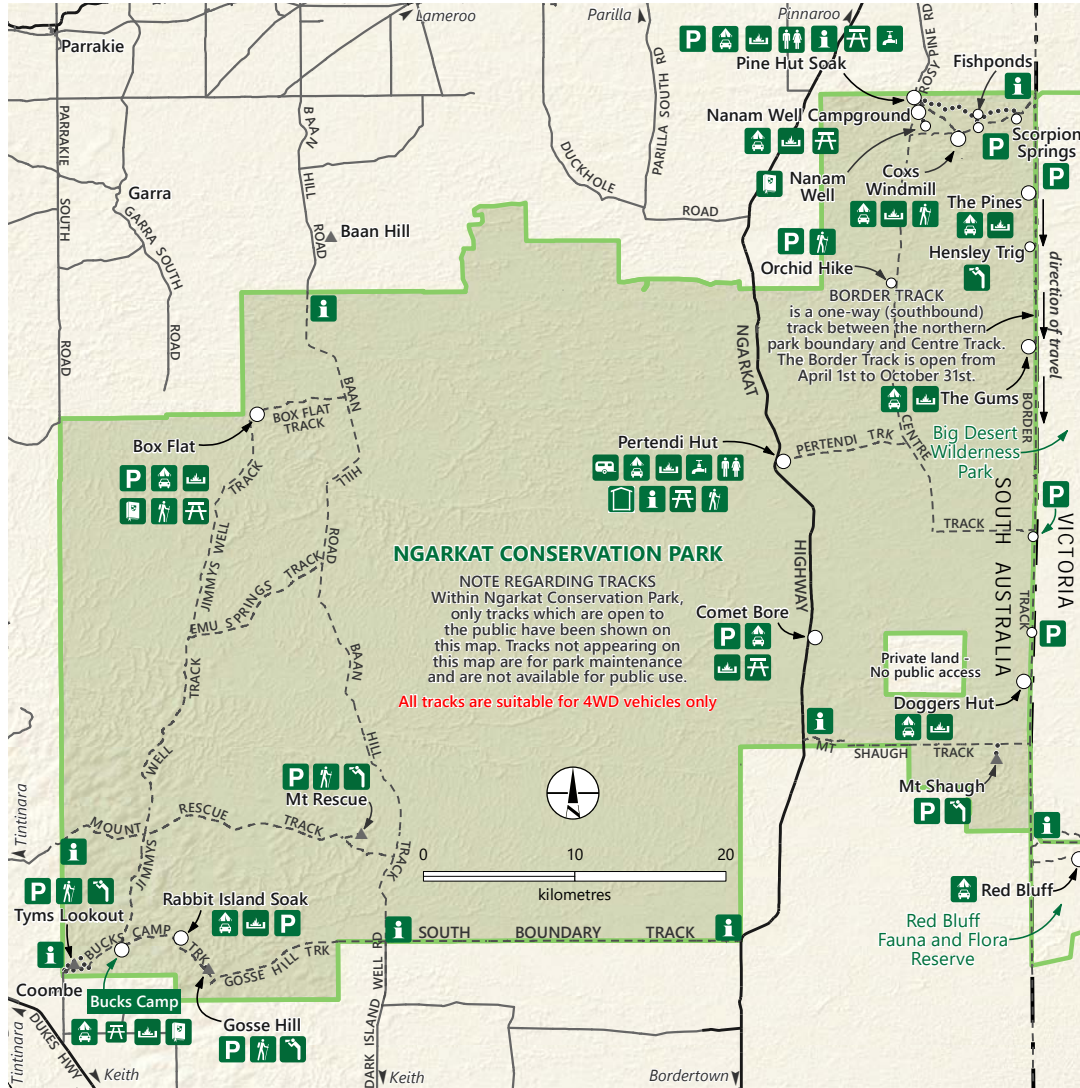 Lameroo
Parilla
Pinnaroo
Parrakie
P
i
Pine Hut Soak
ROSY PINE RD
Fishponds
i
BAAN
HILL
ROAD
PARRAKIE
SOUTH
ROAD
PARILLA SOUTH RD
DUCKHOLE
ROAD
Nanam Well Campground
Scorpion
Springs
P
P
Nanam
Well
Coxs
Windmill
The Pines
Garra
GARRA SOUTH
ROAD
Baan Hill
P
Hensley Trig
Orchid Hike
direction of travel
BORDER TRACK
is a one-way (southbound)
track between the northern
park boundary and Centre Track.
The Border Track is open from
April 1st to October 31st.
i
NGARKAT
HIGHWAY
The Gums
BORDER
TRACK
BAAN
HILL
ROAD
BOX FLAT
TRACK
Box Flat
P
Pertendi Hut
i
PERTENDI TRK
CENTRE
TRACK
Big Desert
Wilderness
Park
P
SOUTH AUSTRALIA
VICTORIA
TRACK
JIMMYS WELL
TRACK
EMU SPRINGS TRACK
NGARKAT CONSERVATION PARK
NOTE REGARDING TRACKS
Within Ngarkat Conservation Park,
only tracks which are open to
the public have been shown on
this map. Tracks not appearing on
this map are for park maintenance
and are not available for public use.
All tracks are suitable for 4WD vehicles only
Comet Bore
P
P
Private land -
No public access
Doggers Hut
BAAN
HILL
TRACK
i
MT SHAUGH TRACK
Mt Shaugh
P
i
P
Mt Rescue
WELL
JIMMYS
MOUNT RESCUE TRACK
Tintinara
i
N
0 10 20
kilometres
Red Bluff
Red Bluff
Fauna and Flora
Reserve
P
Tyms Lookout
Rabbit Island Soak
P
i
BUCKS CAMP
TRK
GOSSE HILL TRK
i
SOUTH BOUNDARY TRACK
i
Coombe
Bucks Camp
Gosse Hill
P
DARK ISLAND WELL RD
Tintinara
DUKES HWY
Keith
Keith
Bordertown